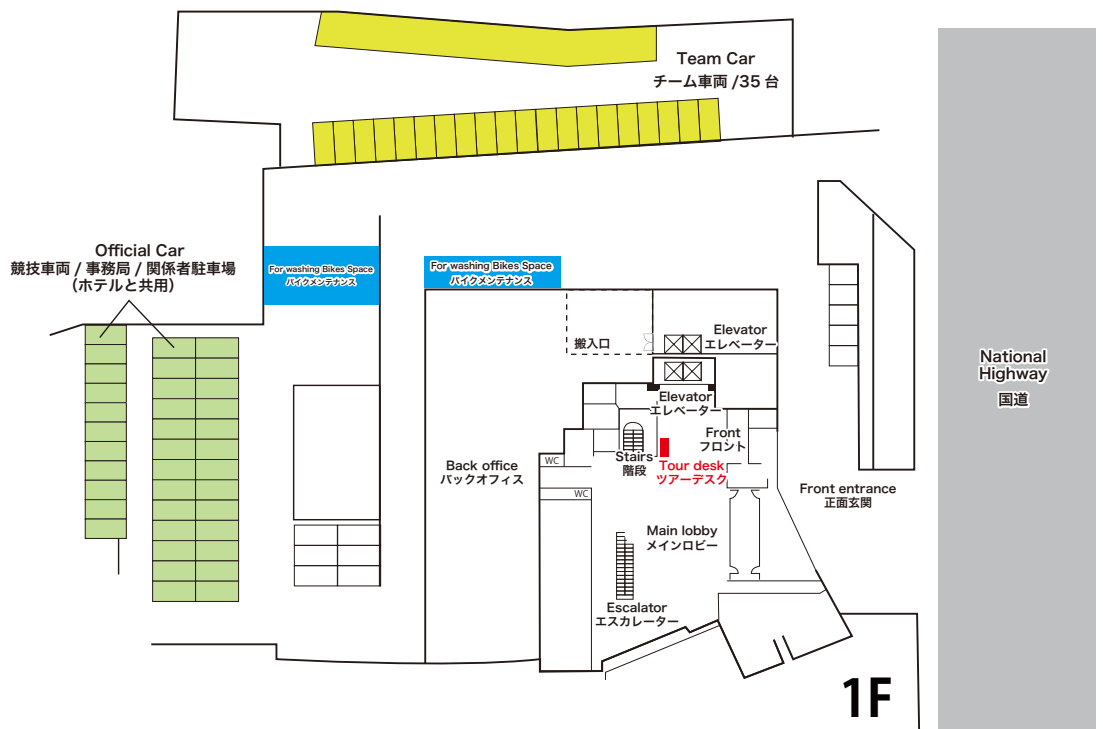 Team Car
チーム車両 /35 台
Official Car
競技車両 / 事務局 / 関係者駐車場
（ホテルと共用）
For washing Bikes Space
バイクメンテナンス
For washing Bikes Space
バイクメンテナンス
搬入口
Elevator
エレベーター
Elevator
エレベーター
National
Highway
国道
Front
フロント
Stairs
階段
Tour desk
ツアーデスク
WC
Back office
バックオフィス
WC
Front entrance
正面玄関
Main lobby
メインロビー
Escalator
エスカレーター
1F